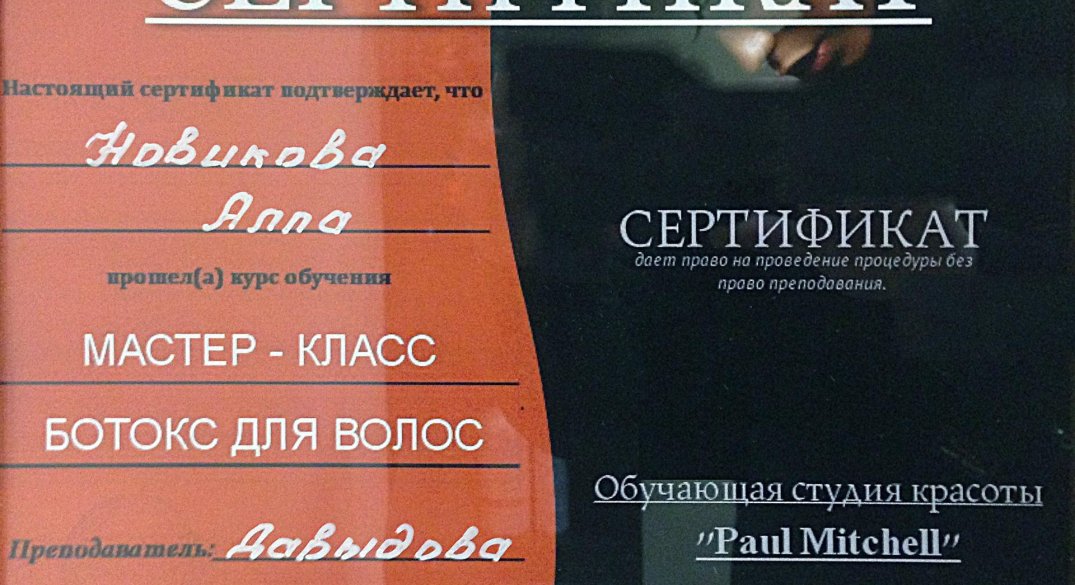 СЕРТИФИКАТ
Настоящий сертификат подтверждает, что
Новикова
Алла
прошел(а) курс обучения
МАСТЕР - КЛАСС
БОТОКС ДЛЯ ВОЛОС
Преподаватель: Давыдова
СЕРТИФИКАТ
дает право на проведение процедуры без
право преподавания.
Обучающая студия красоты
"Paul Mitchell"